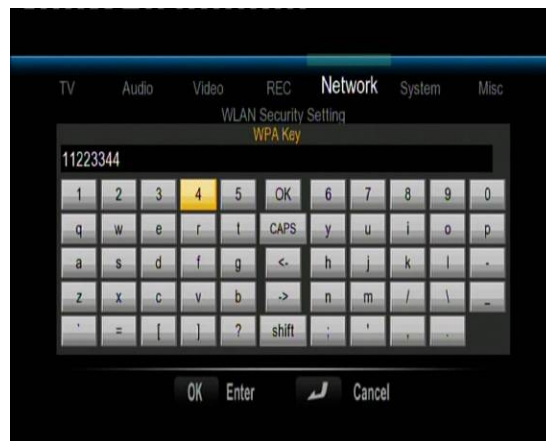 TV Audio Video REC Network System Misc
WLAN Security Setting
WPA Key
11223344
1 2 3 4 5 OK 6 7 8 9 0
q w e r t CAPS y u i o p
a s d f g <- h j k l -
z x c v b -> n m / \ _
` = [ ] ? shift ; ' , .
OK Enter Cancel